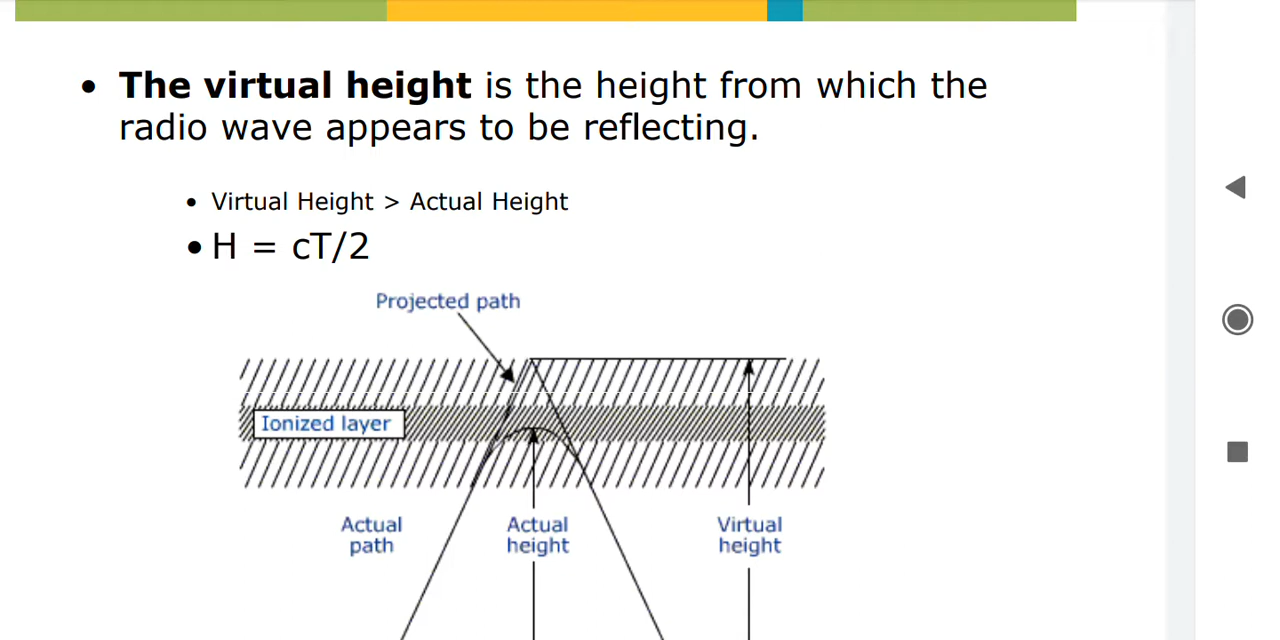 • The virtual height is the height from which the
radio wave appears to be reflecting.
• Virtual Height > Actual Height
• H = cT/2
Projected path
Ionized layer
Actual
path
Actual
height
Virtual
height